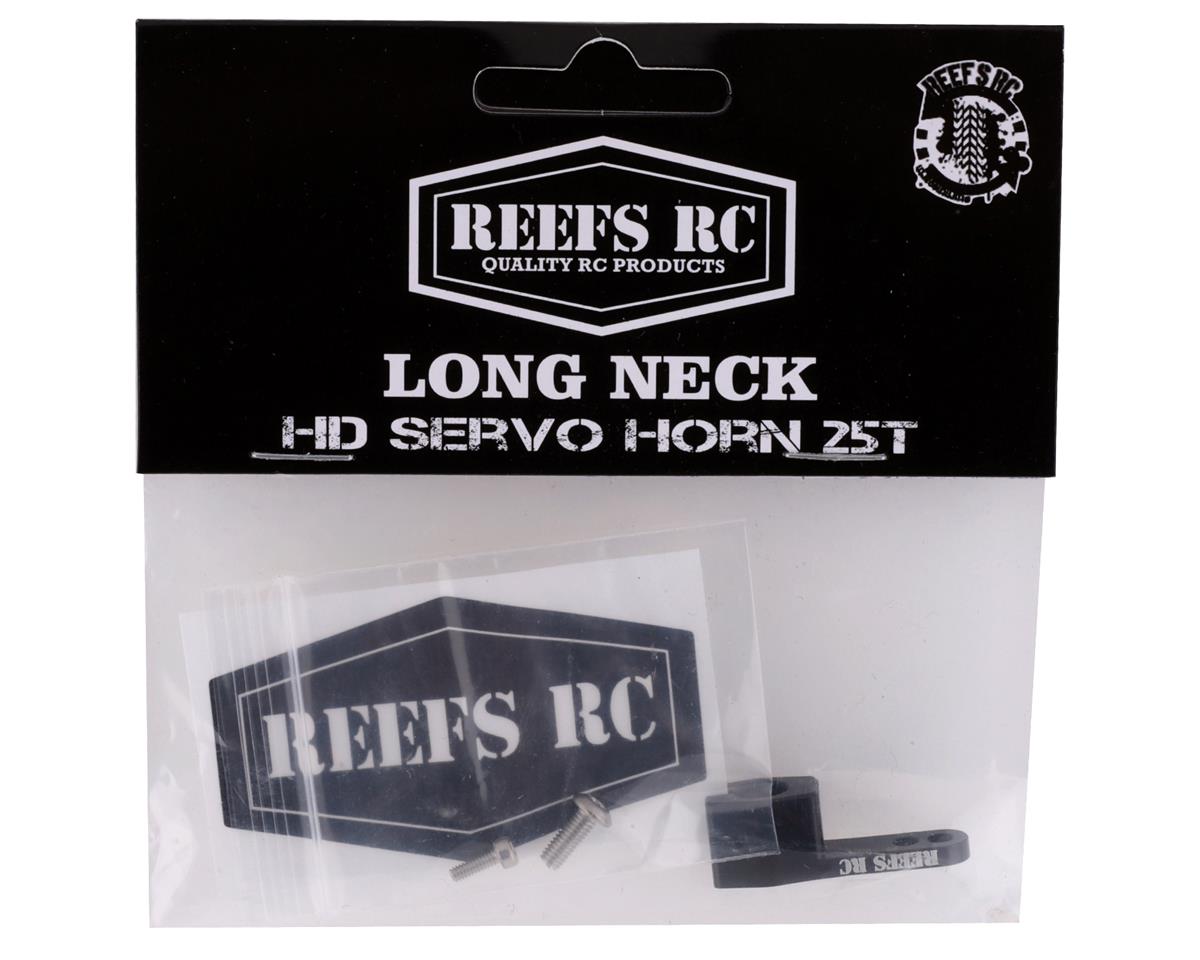 REEFS RC
REEFS RC
QUALITY RC PRODUCTS
LONG NECK
HD SERVO HORN 25T
REEFS RC
REEFS RC